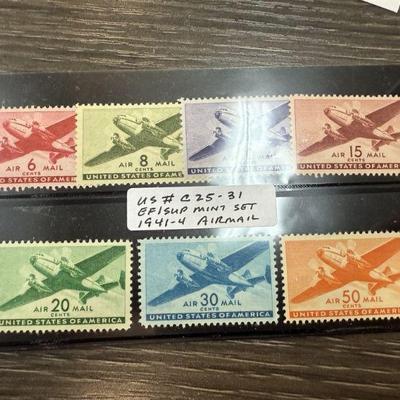 6
CENTS
AIR MAIL
UNITED STATES OF AMERICA
8
AIR MAIL
CENTS
UNITED STATES OF AMERICA
AIR MAIL
UNITED STATES
15
AIR MAIL
CENTS
UNITED STATES OF AMERICA
US # C25-31
EF/SUP MINT SET
1941-4 AIRMAIL
20
AIR MAIL
CENTS
UNITED STATES OF AMERICA
30
AIR MAIL
CENTS
UNITED STATES OF AMERICA
50
AIR MAIL
CENTS
UNITED STATES OF AMERICA